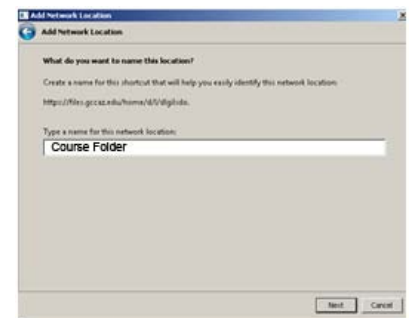 Add Network Location
Add Network Location
What do you want to name this location?
Create a name for this shortcut that will help you easily identify this network location:
Type a name for this network location:
Course Folder
Next Cancel